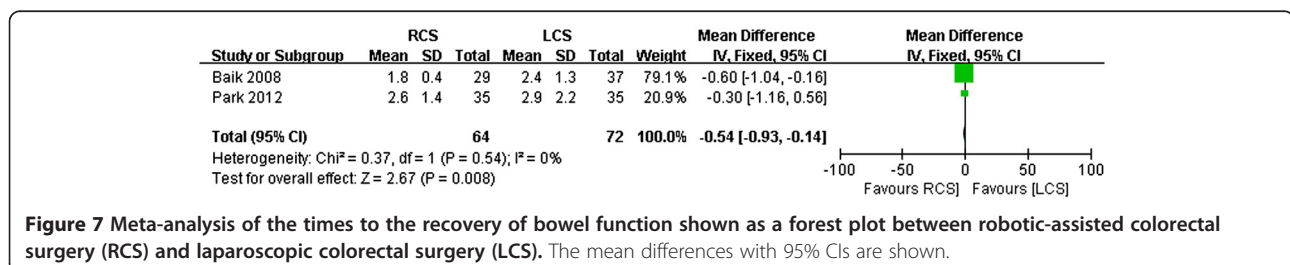 RCS LCS Mean Difference Mean Difference
Study or Subgroup Mean SD Total Mean SD Total Weight IV, Fixed, 95% CI IV, Fixed, 95% CI
Baik 2008 1.8 0.4 29 2.4 1.3 37 79.1% -0.60 [-1.04, -0.16]
Park 2012 2.6 1.4 35 2.9 2.2 35 20.9% -0.30 [-1.16, 0.56]
Total (95% CI) 64 72 100.0% -0.54 [-0.93, -0.14]
Heterogeneity: Chi² = 0.37, df = 1 (P = 0.54); I² = 0%
Test for overall effect: Z = 2.67 (P = 0.008)
-100 -50 0 50 100
Favours RCS] Favours [LCS]
Figure 7 Meta-analysis of the times to the recovery of bowel function shown as a forest plot between robotic-assisted colorectal
surgery (RCS) and laparoscopic colorectal surgery (LCS). The mean differences with 95% CIs are shown.